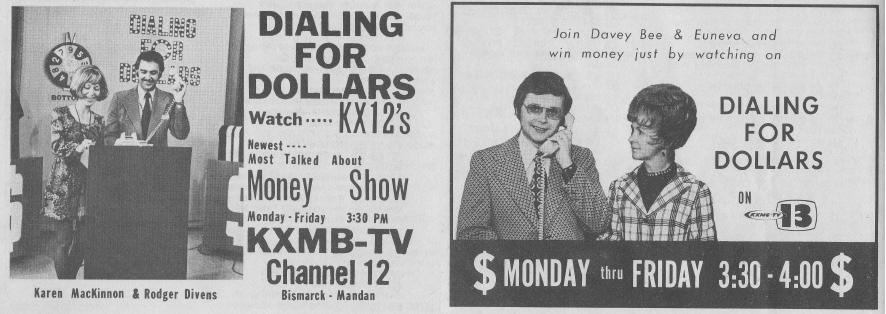 DIALING
FOR
DOLLARS
BOTTOM
Karen MacKinnon & Rodger Divens
DIALING
FOR
DOLLARS
Watch ····· KX12's
Newest ----
Most Talked About
Money Show
Monday - Friday 3:30 PM
KXMB-TV
Channel 12
Bismarck - Mandan
Join Davey Bee & Euneva and
win money just by watching on
DIALING
FOR
DOLLARS
ON
KXMC-TV 13
$ MONDAY thru FRIDAY 3:30 - 4:00 $